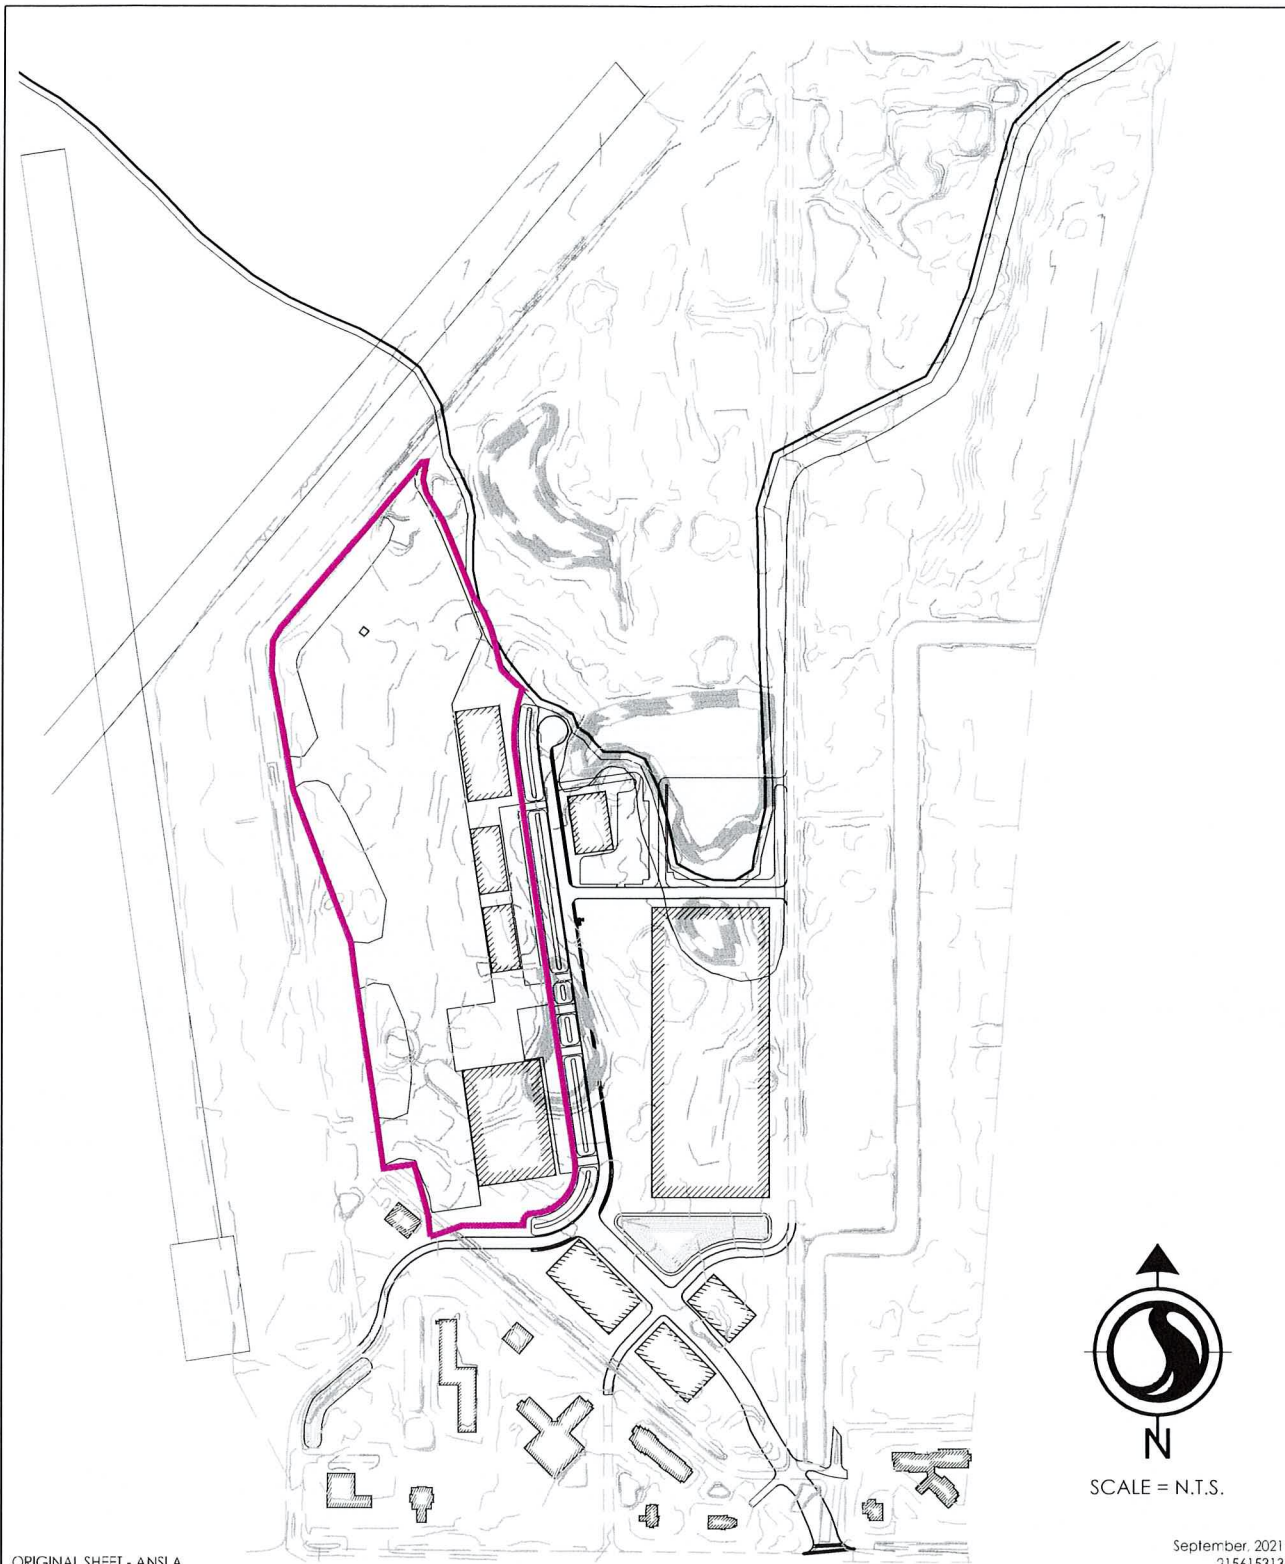 N
SCALE = N.T.S.
September, 2021
ORIGINAL SHEET - ANSI A